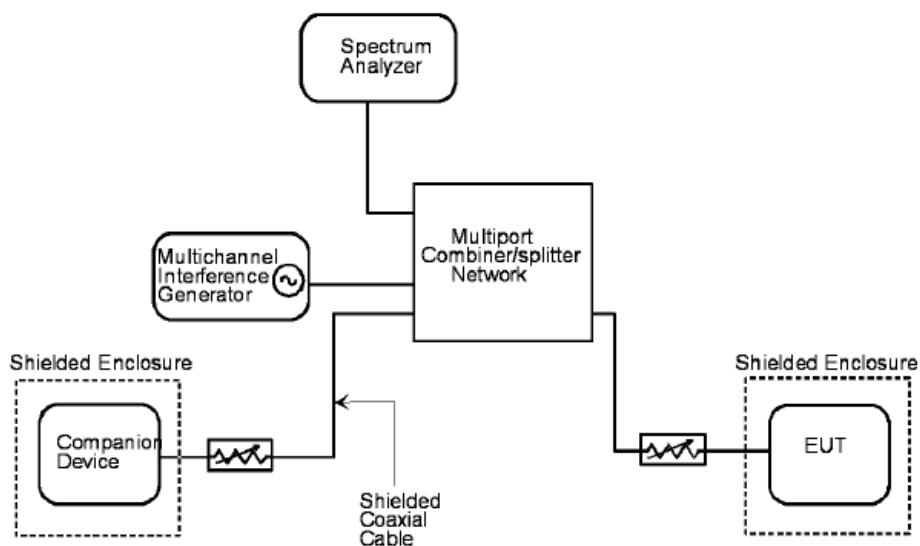 Spectrum
Analyzer
Multiport
Combiner/splitter
Network
Multichannel
Interference
Generator
Shielded Enclosure
Companion
Device
Shielded
Coaxial
Cable
Shielded Enclosure
EUT